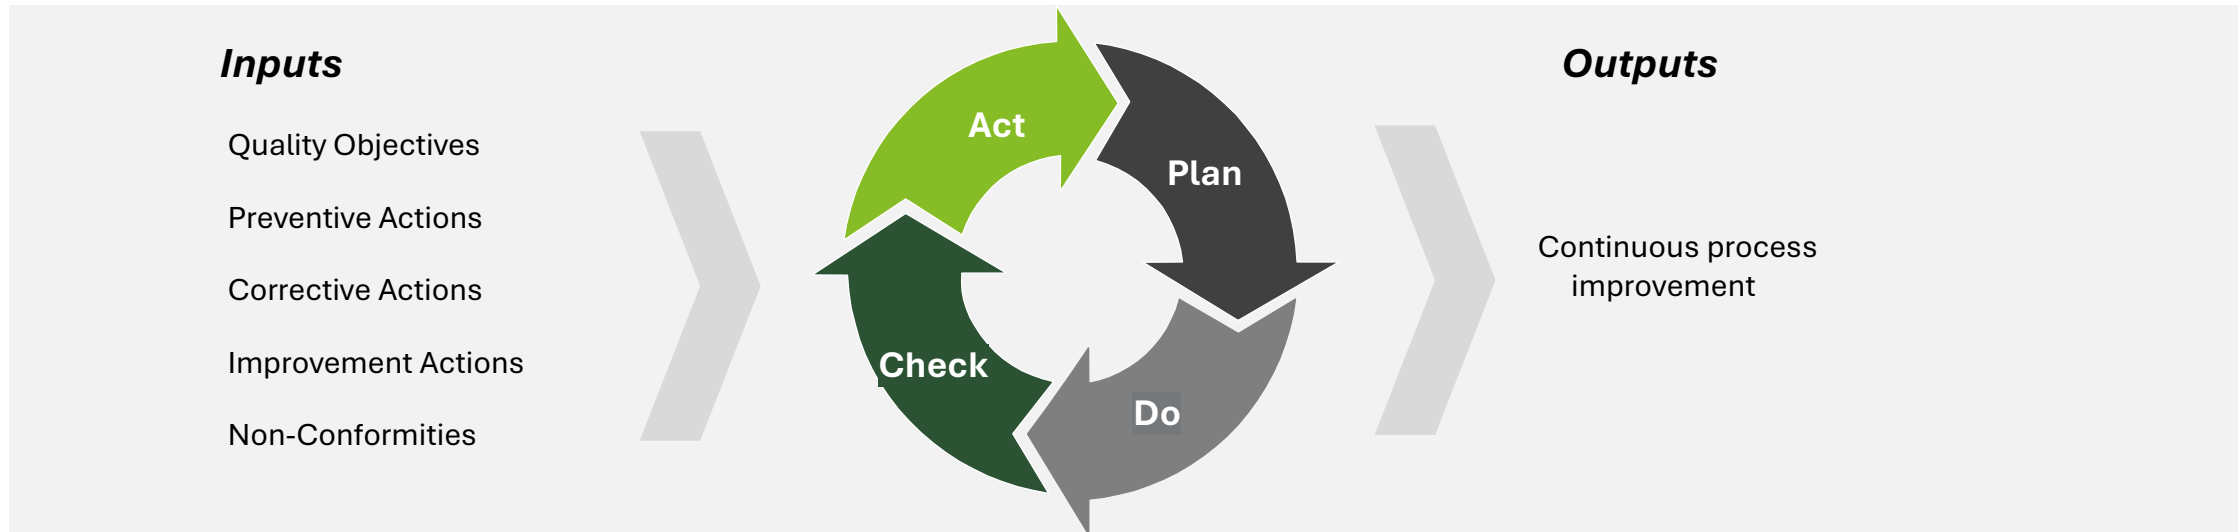 Inputs
Quality Objectives
Preventive Actions
Corrective Actions
Improvement Actions
Non-Conformities
Act
Plan
Do
Check
Outputs
Continuous process
improvement